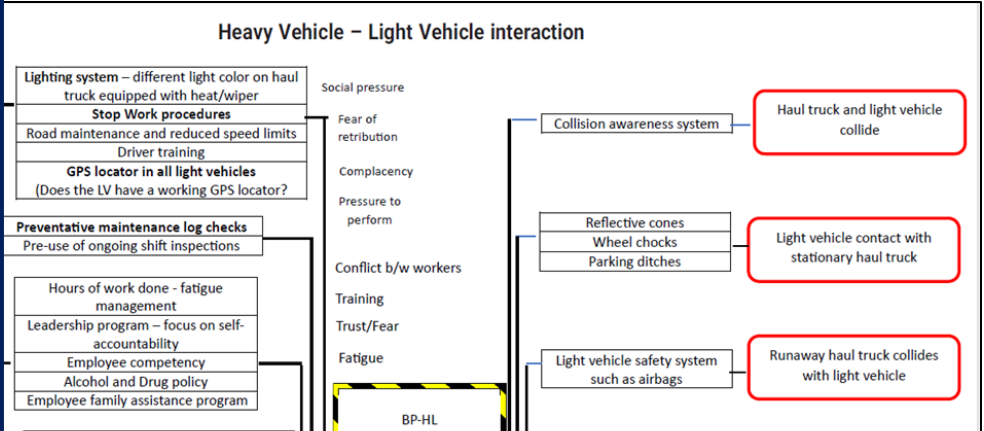 Heavy Vehicle – Light Vehicle interaction
Lighting system – different light color on haul
truck equipped with heat/wiper
Stop Work procedures
Road maintenance and reduced speed limits
Driver training
GPS locator in all light vehicles
(Does the LV have a working GPS locator?
Preventative maintenance log checks
Pre-use of ongoing shift inspections
Hours of work done - fatigue
management
Leadership program – focus on self-
accountability
Employee competency
Alcohol and Drug policy
Employee family assistance program
Social pressure
Fear of
retribution
Complacency
Pressure to
perform
Conflict b/w workers
Training
Trust/Fear
Fatigue
BP-HL
Collision awareness system
Haul truck and light vehicle
collide
Reflective cones
Wheel chocks
Parking ditches
Light vehicle contact with
stationary haul truck
Light vehicle safety system
such as airbags
Runaway haul truck collides
with light vehicle